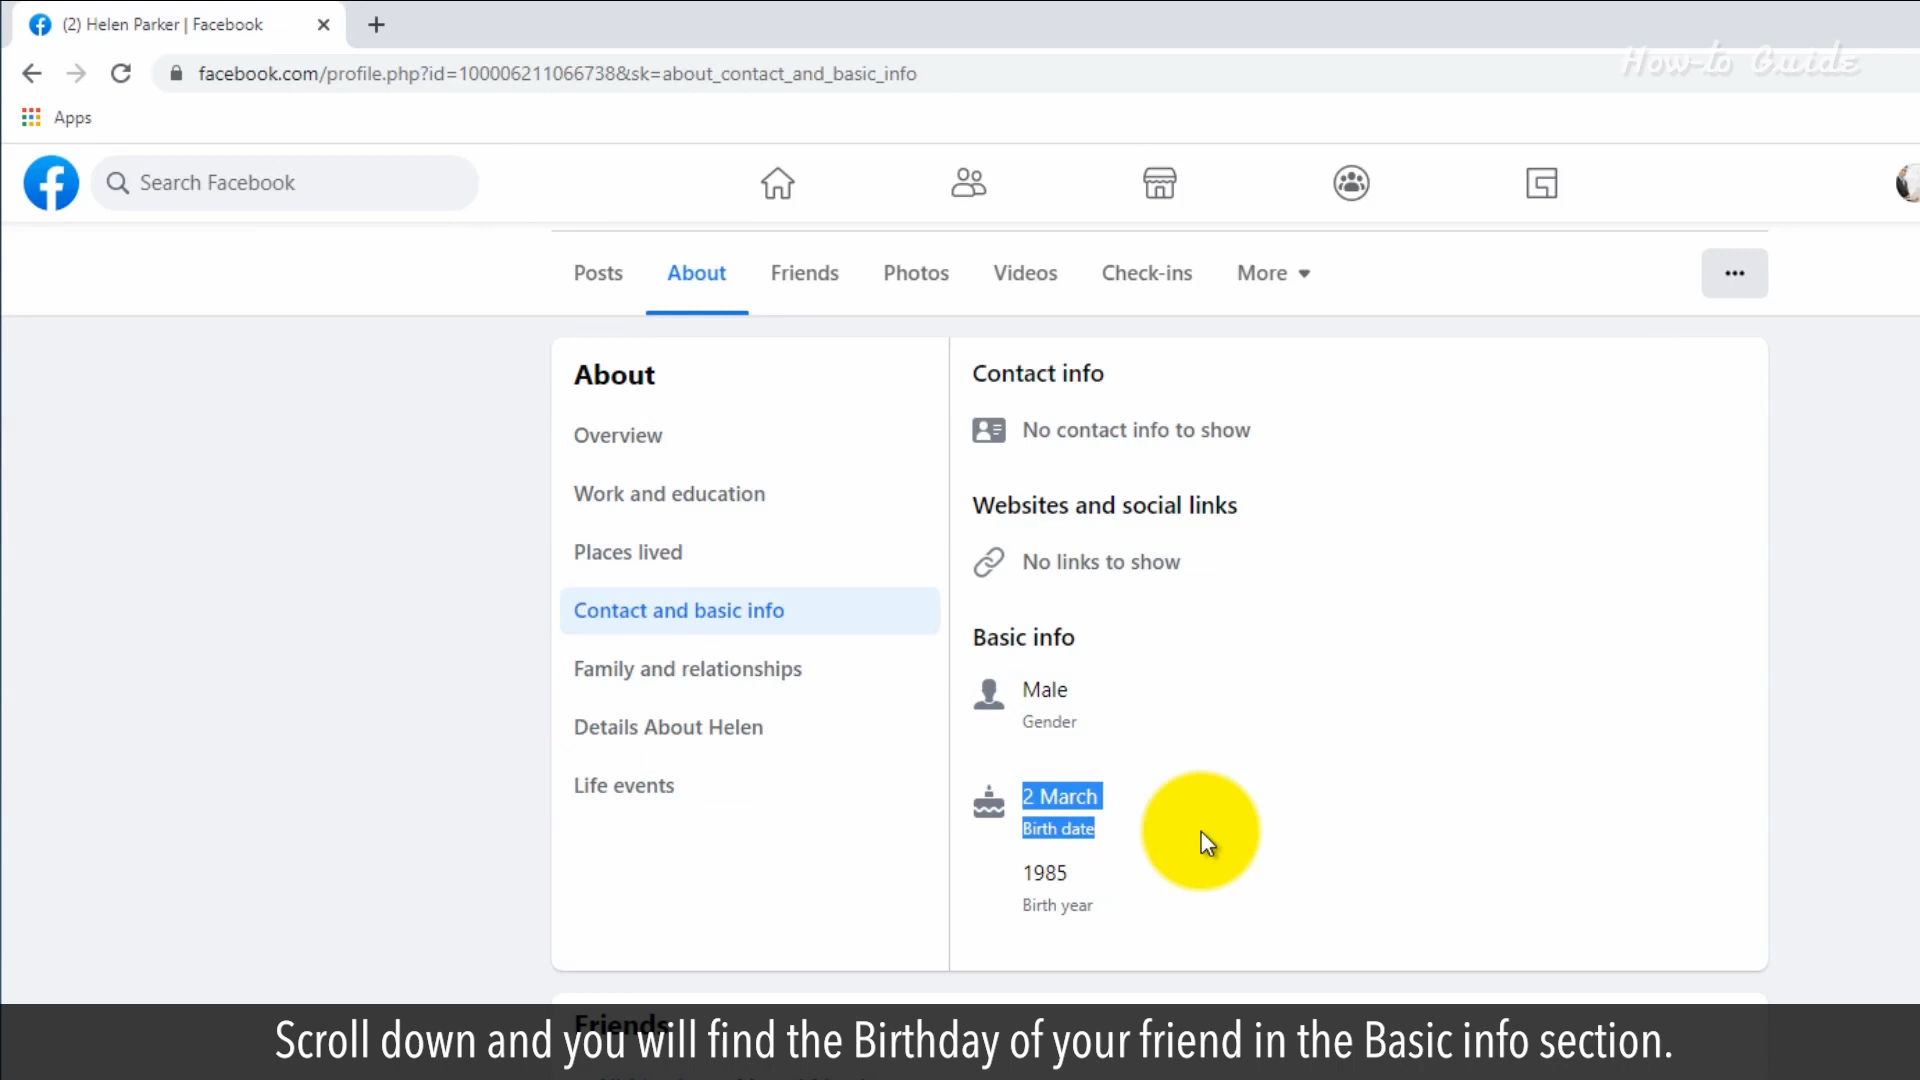 (2) Helen Parker | Facebook
How-to Guide
facebook.com/profile.php?id=100006211066738&sk=about_contact_and_basic_info
Apps
Search Facebook
Posts About Friends Photos Videos Check-ins More
About
Overview
Work and education
Places lived
Contact and basic info
Family and relationships
Details About Helen
Life events
Contact info
No contact info to show
Websites and social links
No links to show
Basic info
Male
Gender
2 March
Birth date
1985
Birth year
Friends
Scroll down and you will find the Birthday of your friend in the Basic info section.